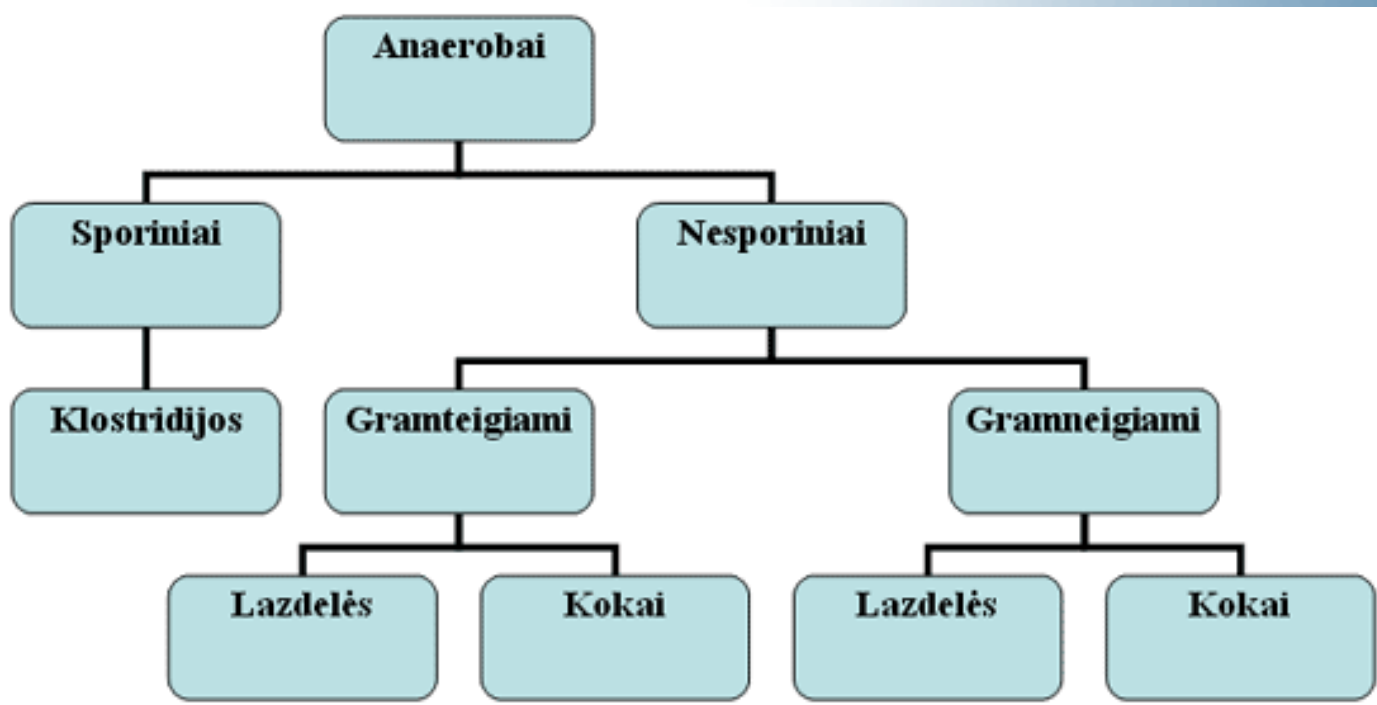 Anaerobai
Sporiniai
Nesporiniai
Klostridijos
Gramteigiami
Gramneigiami
Lazdelės
Kokai
Lazdelės
Kokai